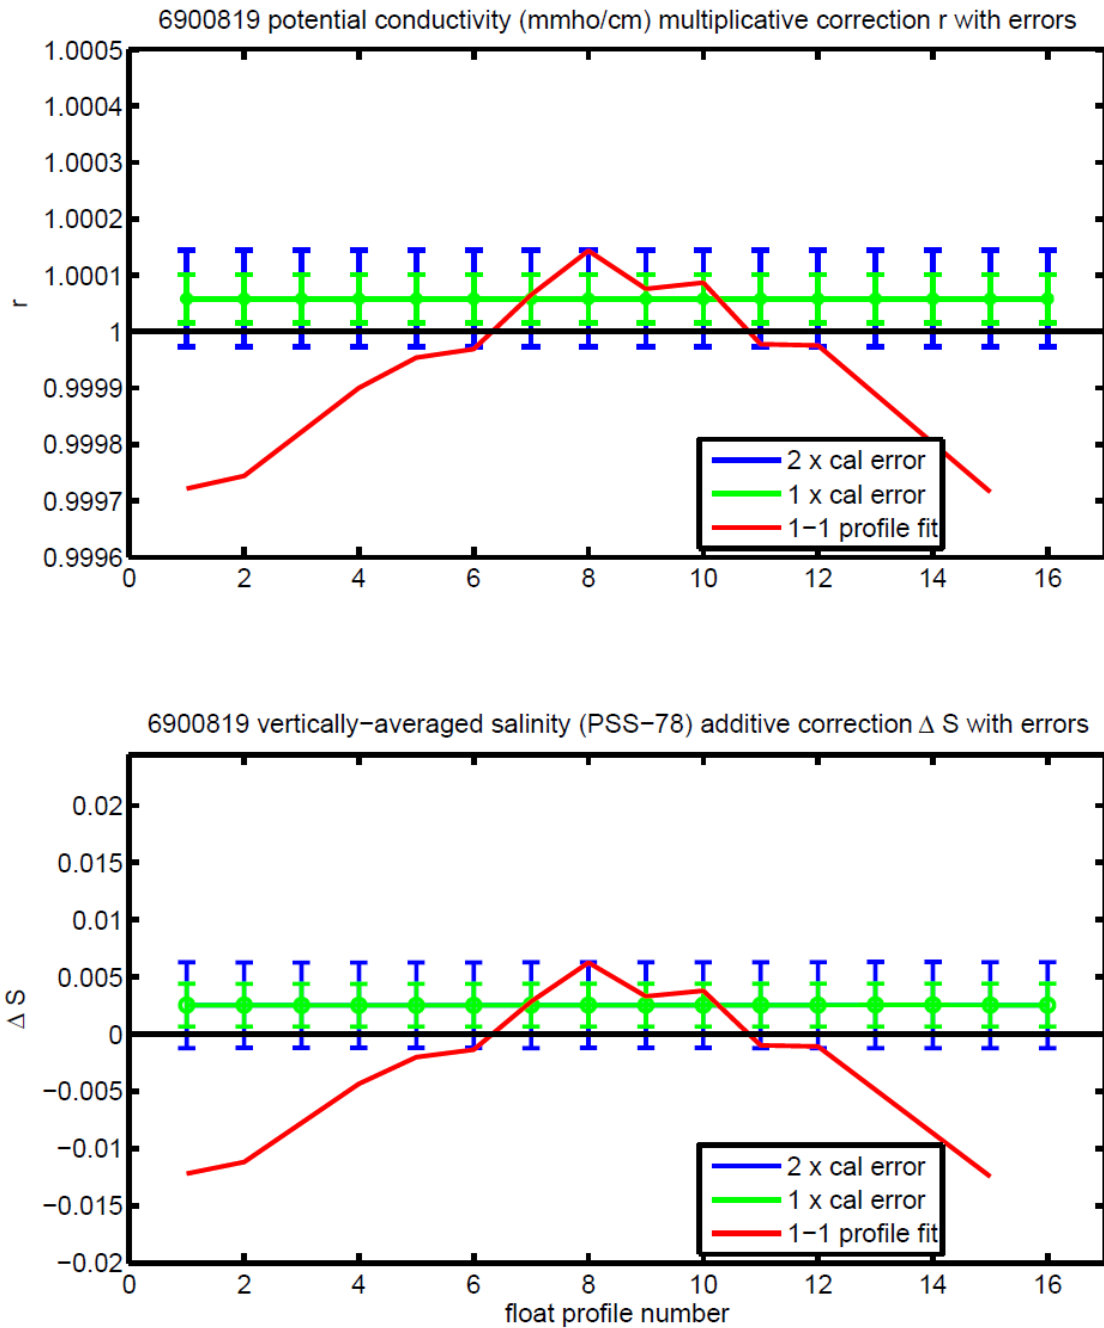 6900819 potential conductivity (mmho/cm) multiplicative correction r with errors
1.0005
1.0004
1.0003
1.0002
1.0001
1
0.9999
0.9998
0.9997
0.9996
r
2 x cal error
1 x cal error
1−1 profile fit
0 2 4 6 8 10 12 14 16
6900819 vertically−averaged salinity (PSS−78) additive correction Δ S with errors
0.02
0.015
0.01
0.005
0
−0.005
−0.01
−0.015
−0.02
Δ S
2 x cal error
1 x cal error
1−1 profile fit
0 2 4 6 8 10 12 14 16
float profile number